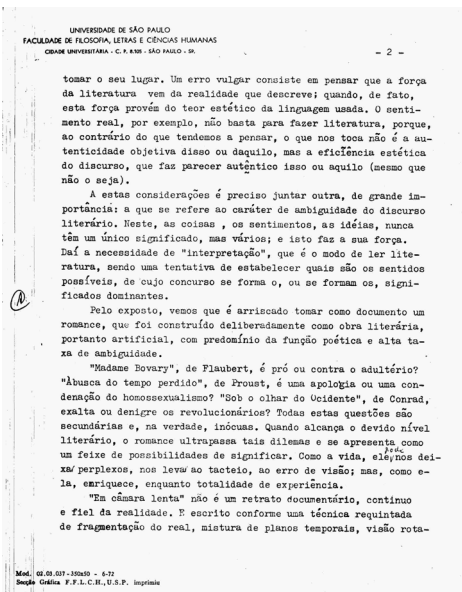 UNIVERSIDADE DE SÃO PAULO
FACULDADE DE FILOSOFIA, LETRAS E CIÊNCIAS HUMANAS
CIDADE UNIVERSITÁRIA - C. P. 8.105 - SÃO PAULO - SP.
- 2 -
tomar o seu lugar. Um erro vulgar consiste em pensar que a força
da literatura vem da realidade que descreve; quando, de fato,
esta força provém do teor estético da linguagem usada. O senti-
mento real, por exemplo, não basta para fazer literatura, porque,
ao contrário do que tendemos a pensar, o que nos toca não é a au-
tenticidade objetiva disso ou daquilo, mas a eficiência estética
do discurso, que faz parecer autêntico isso ou aquilo (mesmo que
não o seja).
A estas considerações é preciso juntar outra, de grande im-
portância: a que se refere ao caráter de ambiguidade do discurso
literário. Neste, as coisas , os sentimentos, as idéias, nunca
têm um único significado, mas vários; e isto faz a sua força.
Daí a necessidade de "interpretação", que é o modo de ler lite-
ratura, sendo uma tentativa de estabelecer quais são os sentidos
possíveis, de cujo concurso se forma o, ou se formam os, signi-
ficados dominantes.
Pelo exposto, vemos que é arriscado tomar como documento um
romance, que foi construído deliberadamente como obra literária,
portanto artificial, com predomínio da função poética e alta ta-
xa de ambiguidade.
"Madame Bovary", de Flaubert, é pró ou contra o adultério?
"Àbusca do tempo perdido", de Proust, é uma apologia ou uma con-
denação do homossexualismo? "Sob o olhar do Ocidente", de Conrad,
exalta ou denigre os revolucionários? Todas estas questões são
secundárias e, na verdade, inócuas. Quando alcança o devido nível
literário, o romance ultrapassa tais dilemas e se apresenta como
um feixe de possibilidades de significar. Como a vida, ele pode nos dei-
xar perplexos, nos levar ao tacteio, ao erro de visão; mas, como e-
la, enriquece, enquanto totalidade de experiência.
"Em câmara lenta" não é um retrato documentário, continuo
e fiel da realidade. E escrito conforme uma técnica requintada
de fragmentação do real, mistura de planos temporais, visão rota-
Mod. 02.01.037 - 350x50 - 6-72
Secção Gráfica F.F.L.C.H., U.S.P. imprimiu